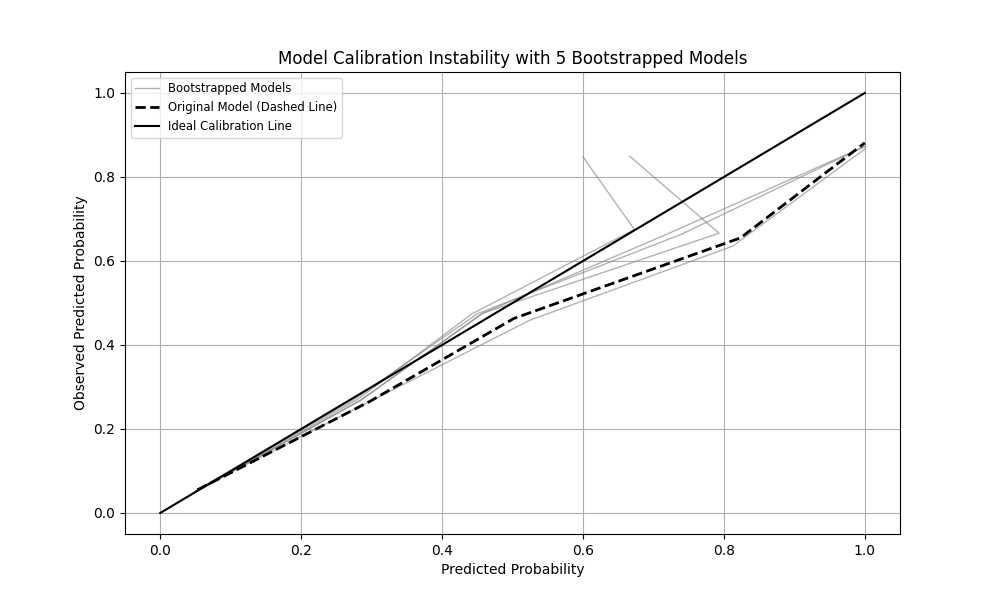 Model Calibration Instability with 5 Bootstrapped Models
Bootstrapped Models
Original Model (Dashed Line)
Ideal Calibration Line
Observed Predicted Probability
1.0
0.8
0.6
0.4
0.2
0.0
0.0 0.2 0.4 0.6 0.8 1.0
Predicted Probability